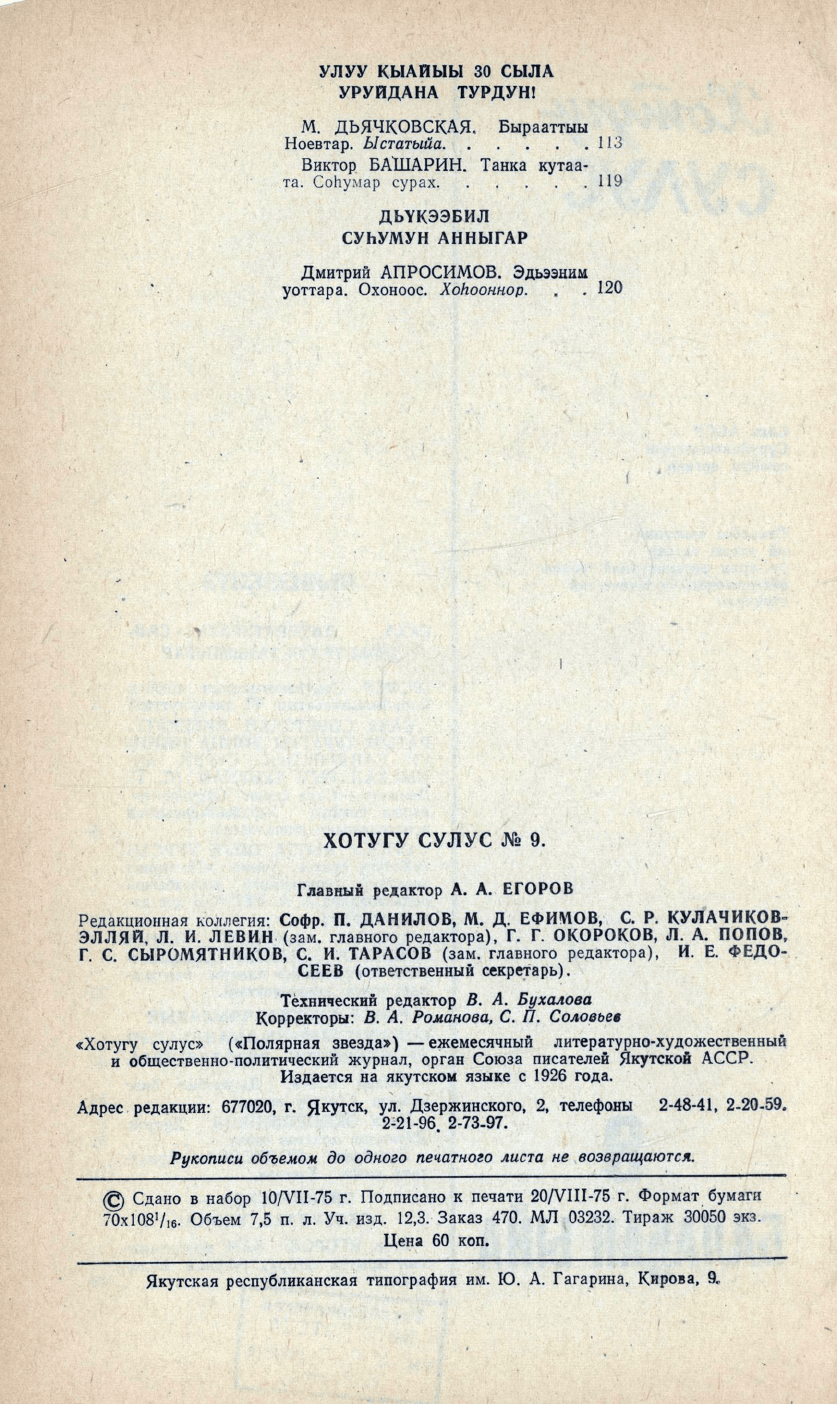 УЛУУ ҚЫАЙЫЫ 30 СЫЛА
УРУЙДАНА ТУРДУН!
М. ДЬЯЧКОВСКАЯ. Бырааттыы
Ноевтар. Ыстатыйа. . . . . . 113
Виктор БАШАРИН. Танка кутаа-
та. Соһумар сурах. . . . . . 119
ДЬҮКЭЭБИЛ
СУҺУМУН АННЫГАР
Дмитрий АПРОСИМОВ. Эдьээним
уоттара. Охоноос. Хоһооннор. . . 120
ХОТУГУ СУЛУС № 9.
Главный редактор А. А. ЕГОРОВ
Редакционная коллегия: Софр. П. ДАНИЛОВ, М. Д. ЕФИМОВ, С. Р. КУЛАЧИКОВ-
ЭЛЛЯЙ, Л. И. ЛЕВИН (зам. главного редактора), Г. Г. ОКОРОКОВ, Л. А. ПОПОВ,
Г. С. СЫРОМЯТНИКОВ, С. И. ТАРАСОВ (зам. главного редактора), И. Е. ФЕДО-
СЕЕВ (ответственный секретарь).
Технический редактор В. А. Бухалова
Корректоры: В. А. Романова, С. П. Соловьев
«Хотугу сулус» («Полярная звезда») — ежемесячный литературно-художественный
и общественно-политический журнал, орган Союза писателей Якутской АССР.
Издается на якутском языке с 1926 года.
Адрес редакции: 677020, г. Якутск, ул. Дзержинского, 2, телефоны 2-48-41, 2-20-59.
2-21-96, 2-73-97.
Рукописи объемом до одного печатного листа не возвращаются.
© Сдано в набор 10/VII-75 г. Подписано к печати 20/VIII-75 г. Формат бумаги
70х108¹/₁₆. Объем 7,5 п. л. Уч. изд. 12,3. Заказ 470. МЛ 03232. Тираж 30050 экз.
Цена 60 коп.
Якутская республиканская типография им. Ю. А. Гагарина, Кирова, 9.